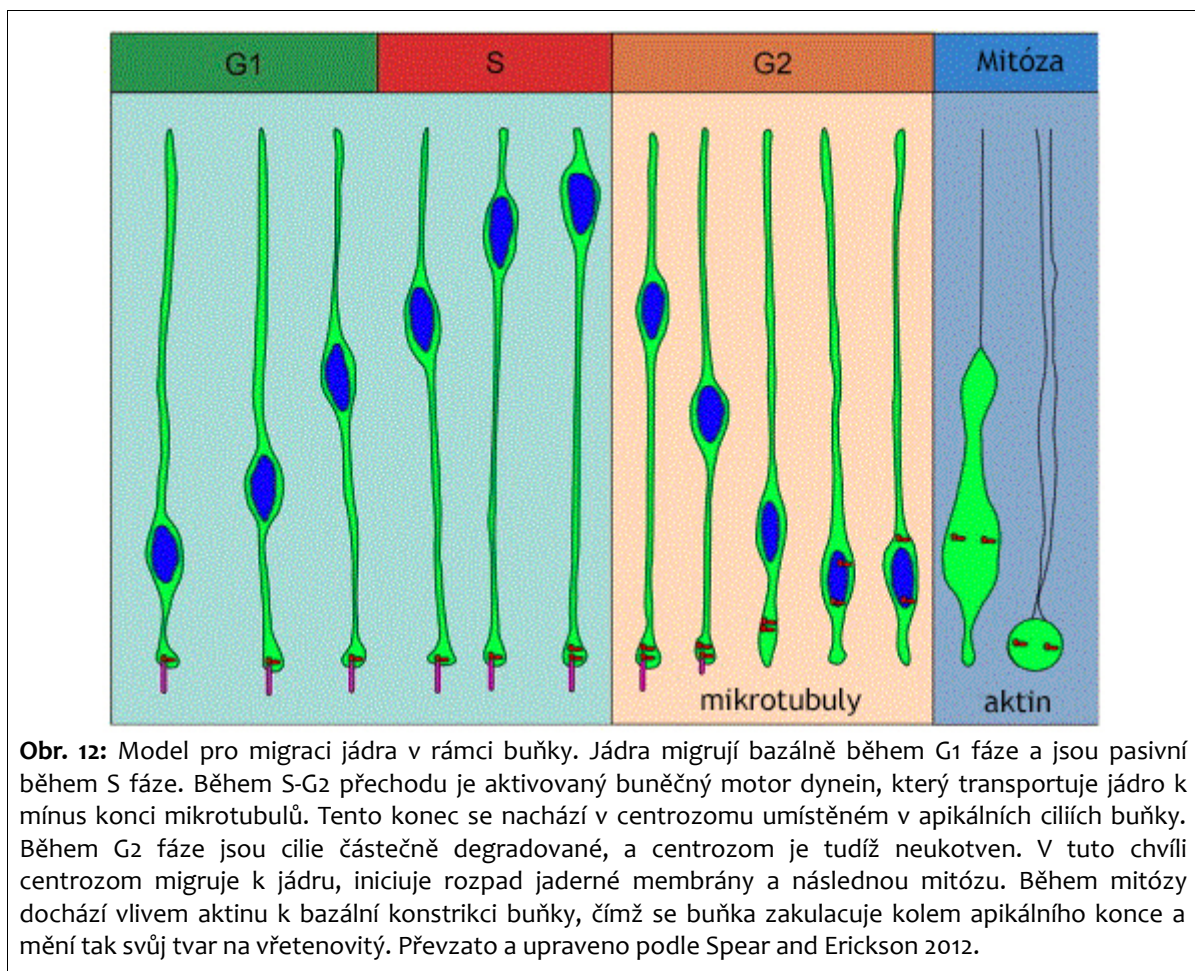 G1 S G2 Mitóza
mikrotubuly aktin
Obr. 12: Model pro migraci jádra v rámci buňky. Jádra migrují bazálně během G1 fáze a jsou pasivní
během S fáze. Během S-G2 přechodu je aktivovaný buněčný motor dynein, který transportuje jádro k
mínus konci mikrotubulů. Tento konec se nachází v centrozomu umístěném v apikálních ciliích buňky.
Během G2 fáze jsou cilie částečně degradované, a centrozom je tudíž neukotven. V tuto chvíli
centrozom migruje k jádru, iniciuje rozpad jaderné membrány a následnou mitózu. Během mitózy
dochází vlivem aktinu k bazální konstrikci buňky, čímž se buňka zakulacuje kolem apikálního konce a
mění tak svůj tvar na vřetenovitý. Převzato a upraveno podle Spear and Erickson 2012.